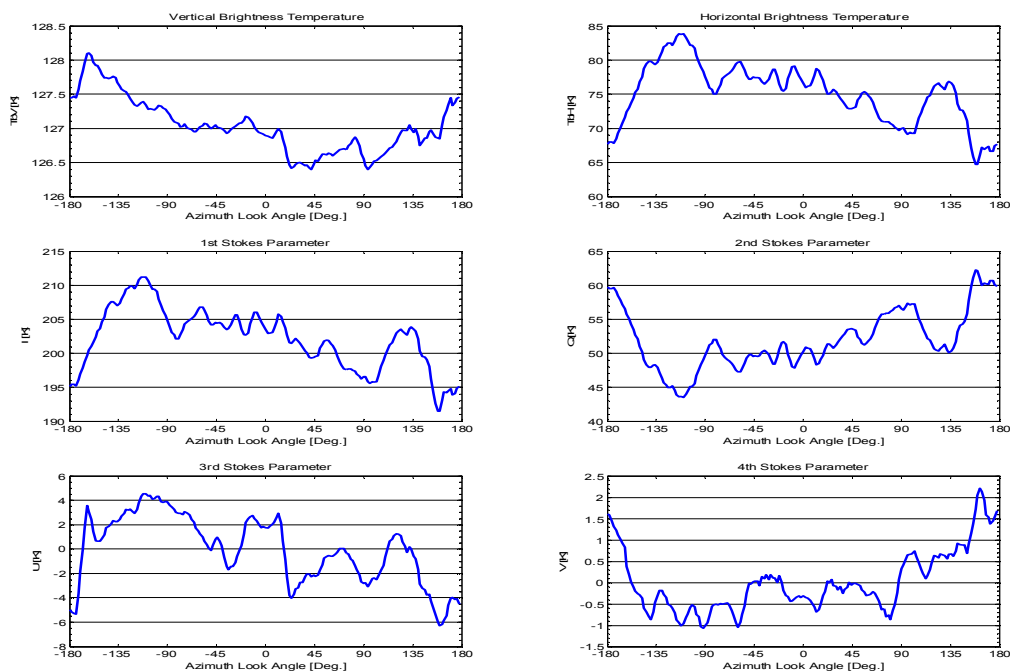 Vertical Brightness Temperature
128.5
128
127.5
127
126.5
126
TbV[K]
-180 -135 -90 -45 0 45 90 135 180
Azimuth Look Angle [Deg.]
Horizontal Brightness Temperature
85
80
75
70
65
60
TbH[K]
-180 -135 -90 -45 0 45 90 135 180
Azimuth Look Angle [Deg.]
1st Stokes Parameter
215
210
205
200
195
190
I [K]
-180 -135 -90 -45 0 45 90 135 180
Azimuth Look Angle [Deg.]
2nd Stokes Parameter
65
60
55
50
45
40
Q[K]
-180 -135 -90 -45 0 45 90 135 180
Azimuth Look Angle [Deg.]
3rd Stokes Parameter
6
4
2
0
-2
-4
-6
-8
U[K]
-180 -135 -90 -45 0 45 90 135 180
Azimuth Look Angle [Deg.]
4th Stokes Parameter
2.5
2
1.5
1
0.5
0
-0.5
-1
-1.5
V[K]
-180 -135 -90 -45 0 45 90 135 180
Azimuth Look Angle [Deg.]